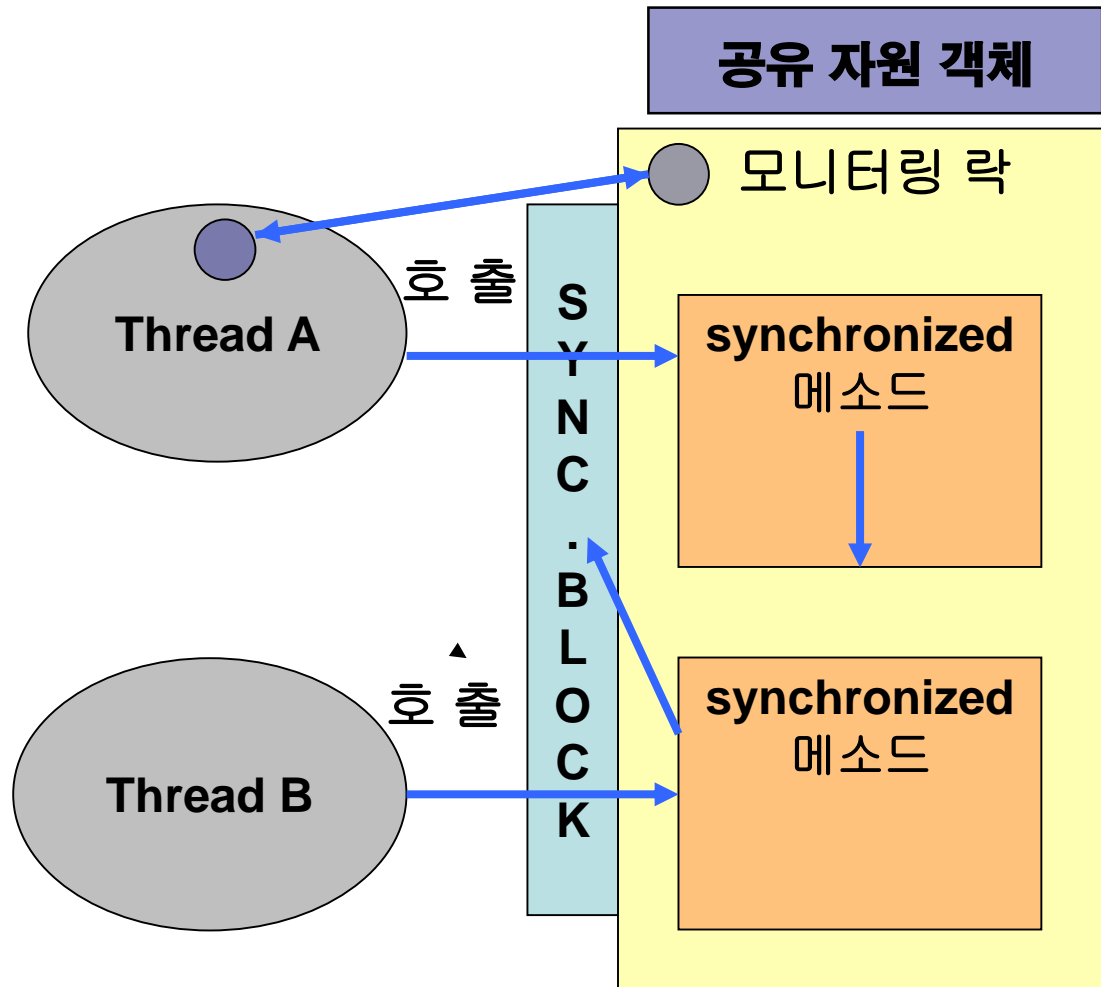 공유 자원 객체
모니터링 락
호 출
Thread A
synchronized
메소드
S
Y
N
C
.
B
L
O
C
K
호 출
Thread B
synchronized
메소드